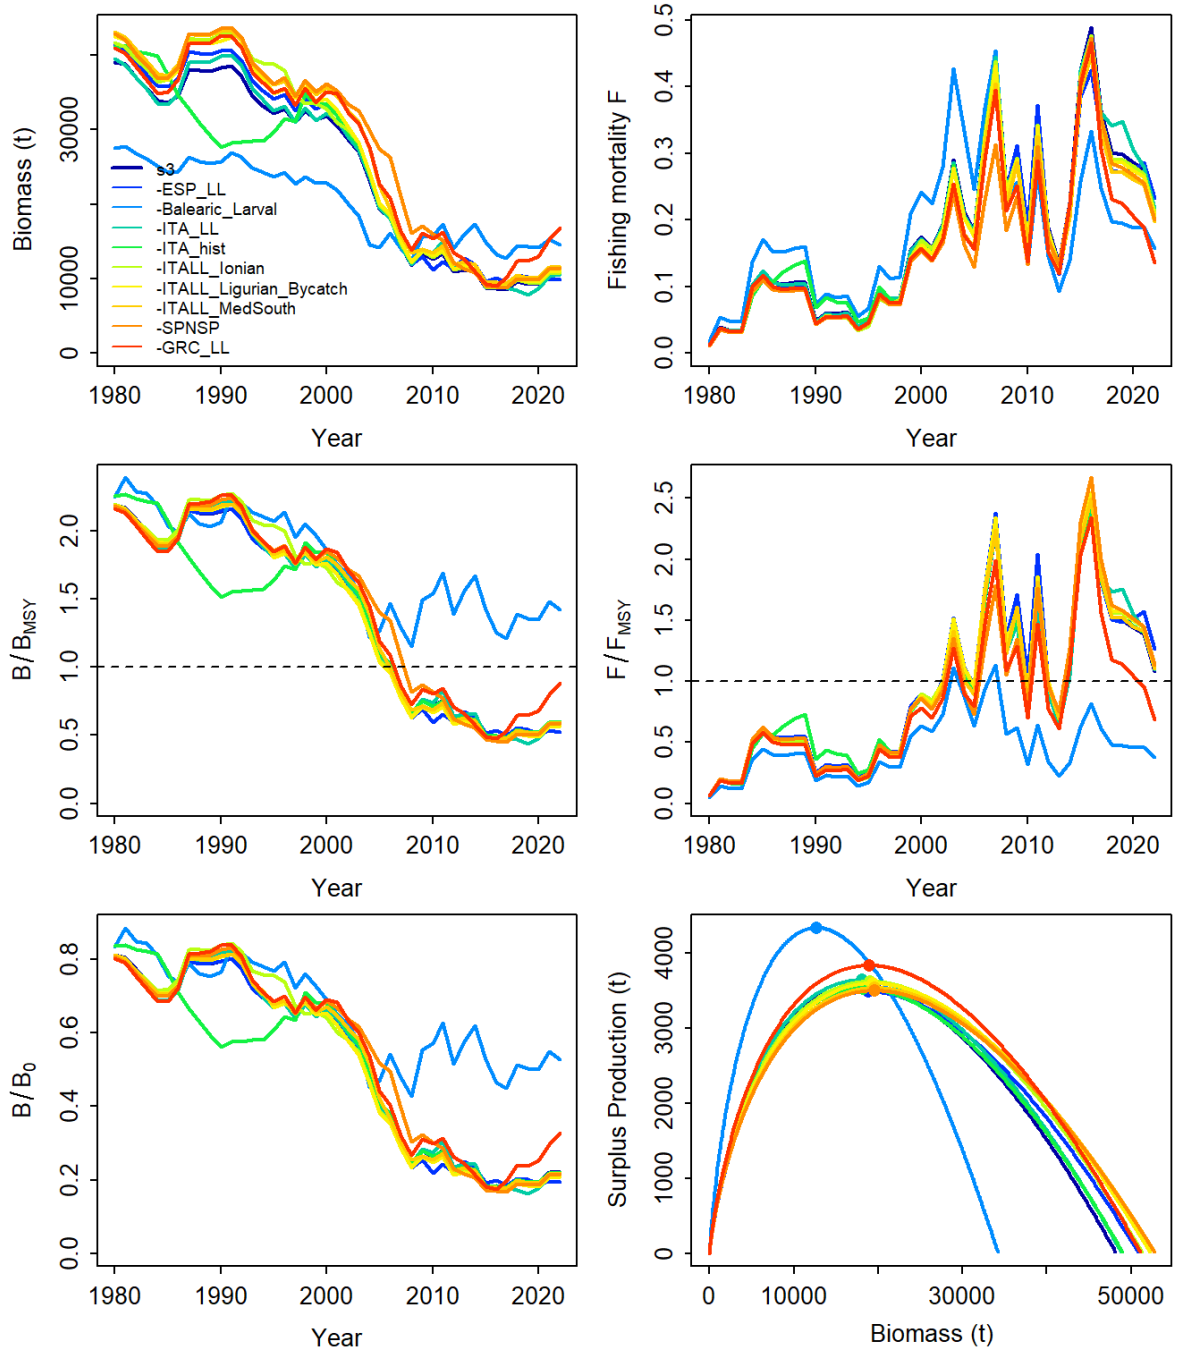 Biomass (t)
0
10000
30000
s3
-ESP_LL
-Balearic_Larval
-ITA_LL
-ITA_hist
-ITALL_Ionian
-ITALL_Ligurian_Bycatch
-ITALL_MedSouth
-SPNSP
-GRC_LL
1980 1990 2000 2010 2020
Year
Fishing mortality F
0.0 0.1 0.2 0.3 0.4 0.5
1980 1990 2000 2010 2020
Year
B/BMSY
0.0 0.5 1.0 1.5 2.0
1980 1990 2000 2010 2020
Year
F/FMSY
0.0 0.5 1.0 1.5 2.0 2.5
1980 1990 2000 2010 2020
Year
B/B0
0.0 0.2 0.4 0.6 0.8
1980 1990 2000 2010 2020
Year
Surplus Production (t)
0 1000 2000 3000 4000
0 10000 30000 50000
Biomass (t)